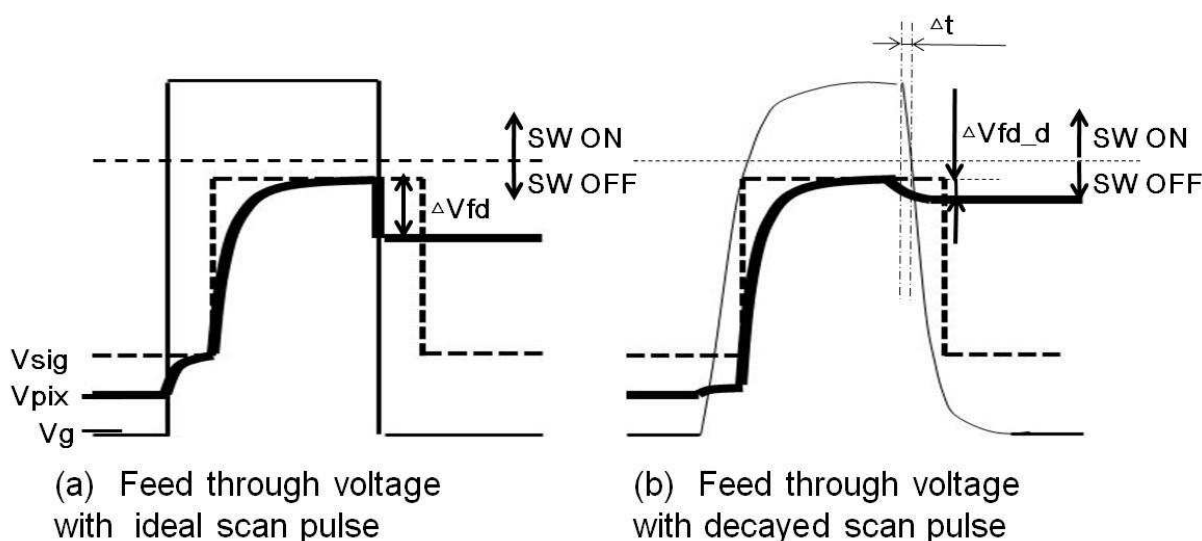 △t
SW ON
SW OFF
△Vfd
△Vfd_d
SW ON
SW OFF
Vsig
Vpix
Vg
(a) Feed through voltage
with ideal scan pulse
(b) Feed through voltage
with decayed scan pulse